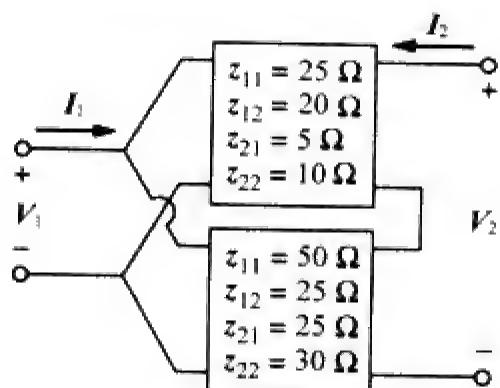 I₂
z₁₁ = 25 Ω
z₁₂ = 20 Ω
z₂₁ = 5 Ω
z₂₂ = 10 Ω
+
I₁
+
V₁
−
V₂
z₁₁ = 50 Ω
z₁₂ = 25 Ω
z₂₁ = 25 Ω
z₂₂ = 30 Ω
−